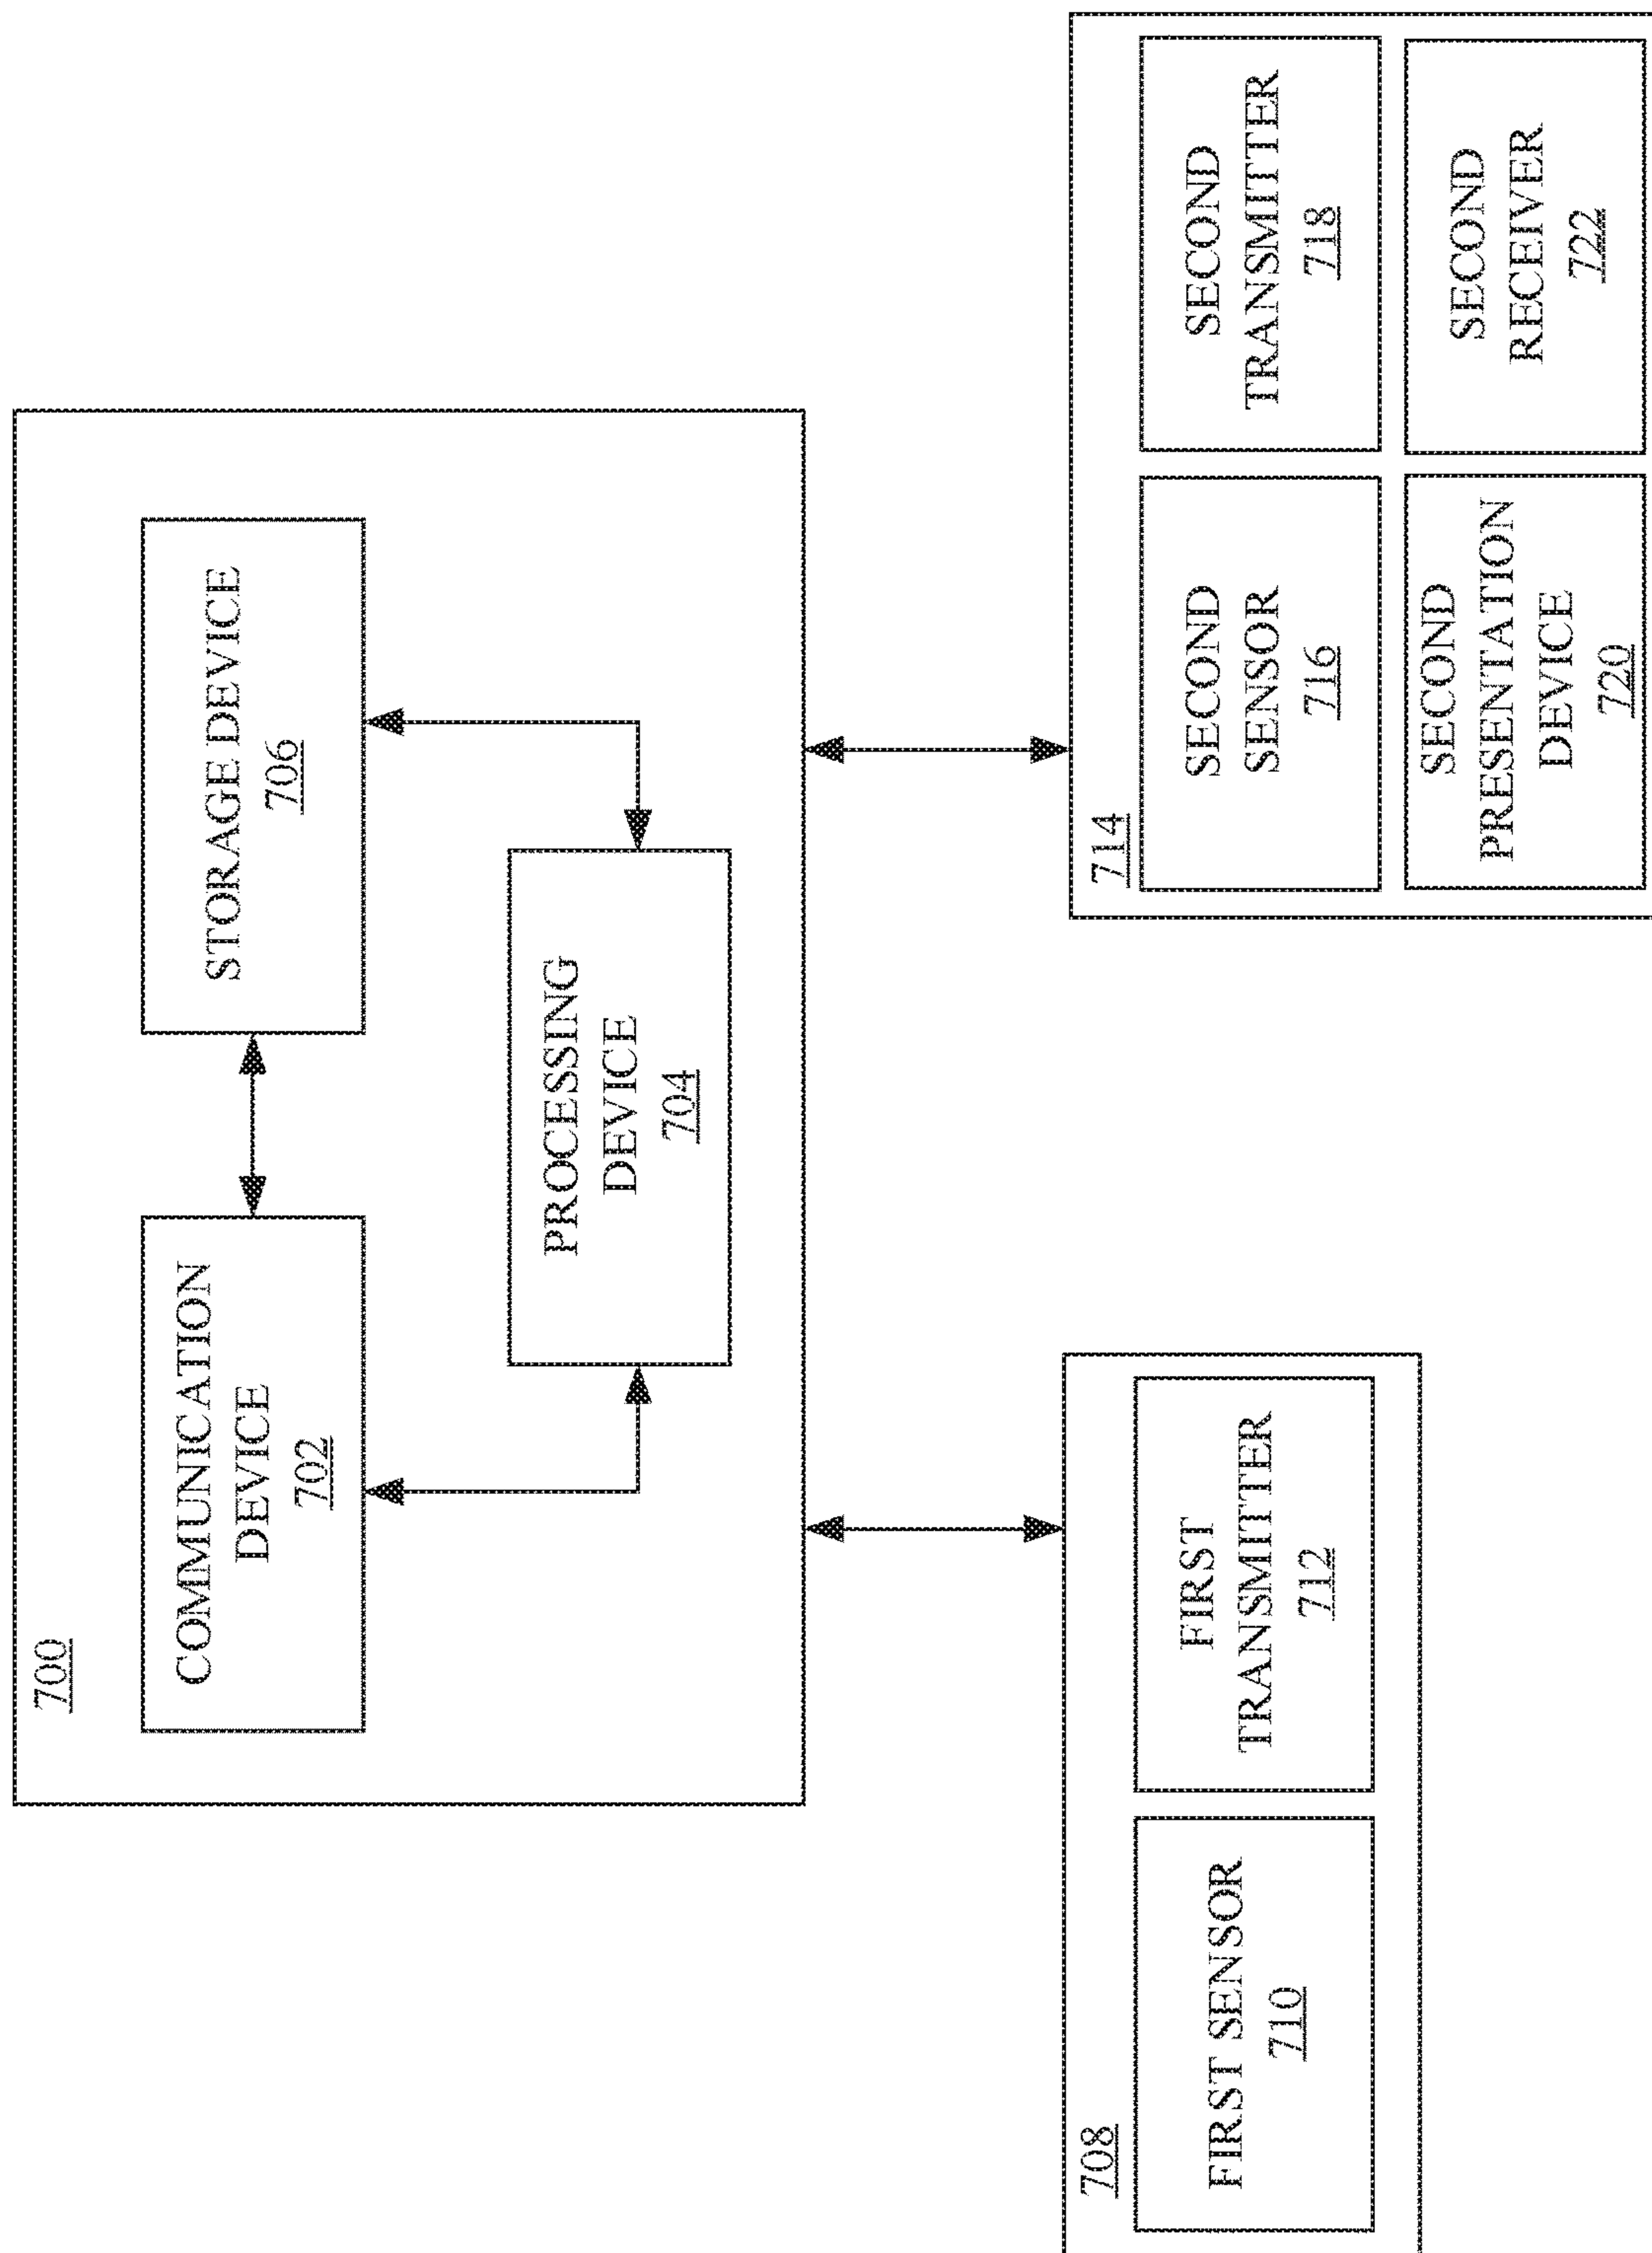 700
COMMUNICATION
DEVICE
702
STORAGE DEVICE
706
PROCESSING
DEVICE
704
708
FIRST SENSOR
710
FIRST
TRANSMITTER
712
714
SECOND
SENSOR
716
SECOND
TRANSMITTER
718
SECOND
PRESENTATION
DEVICE
720
SECOND
RECEIVER
722